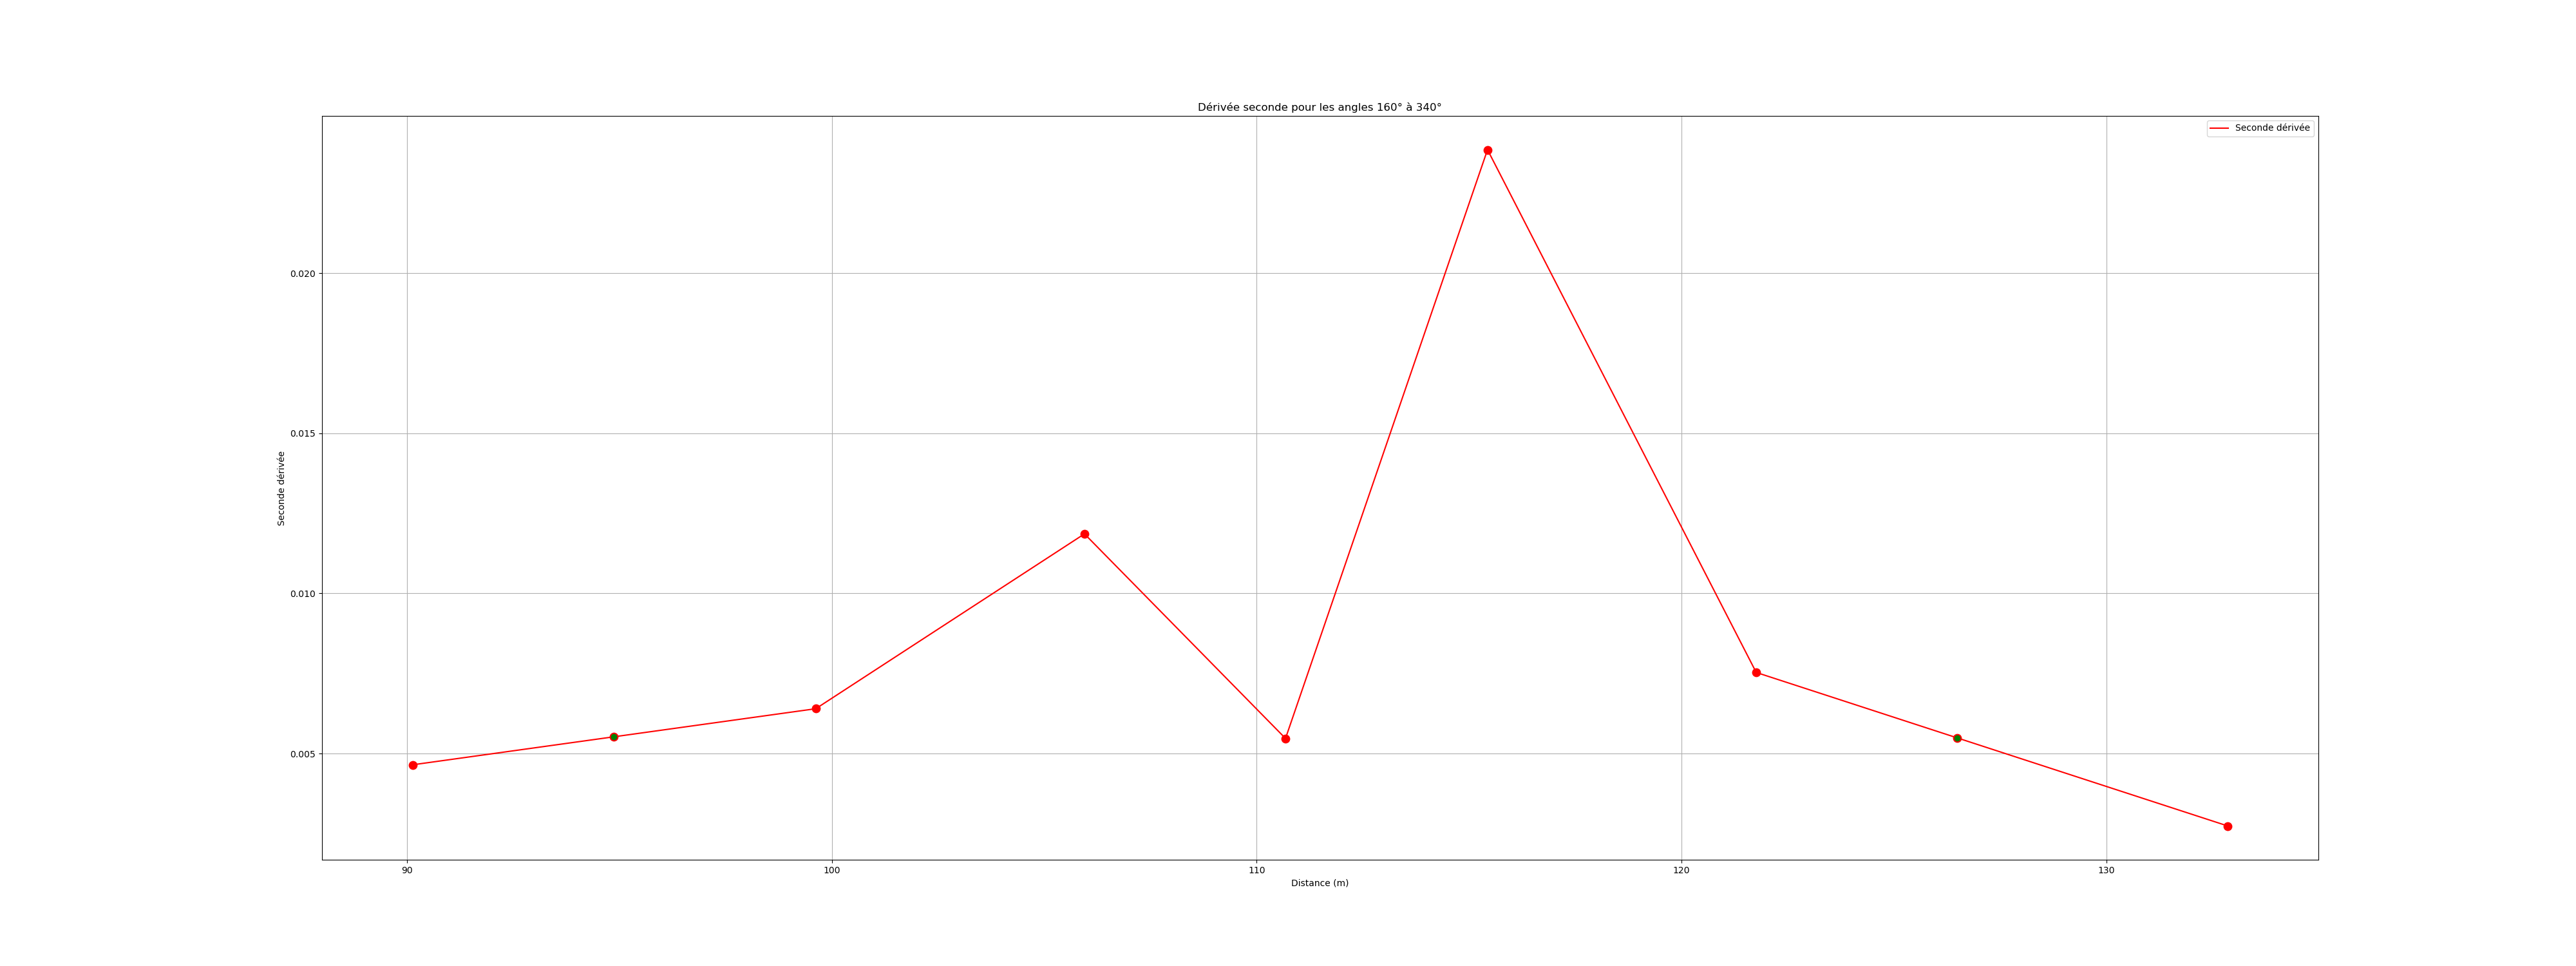 Dérivée seconde pour les angles 160° à 340°
Seconde dérivée
0.020
0.015
0.010
0.005
Seconde dérivée
90
100
110
120
130
Distance (m)